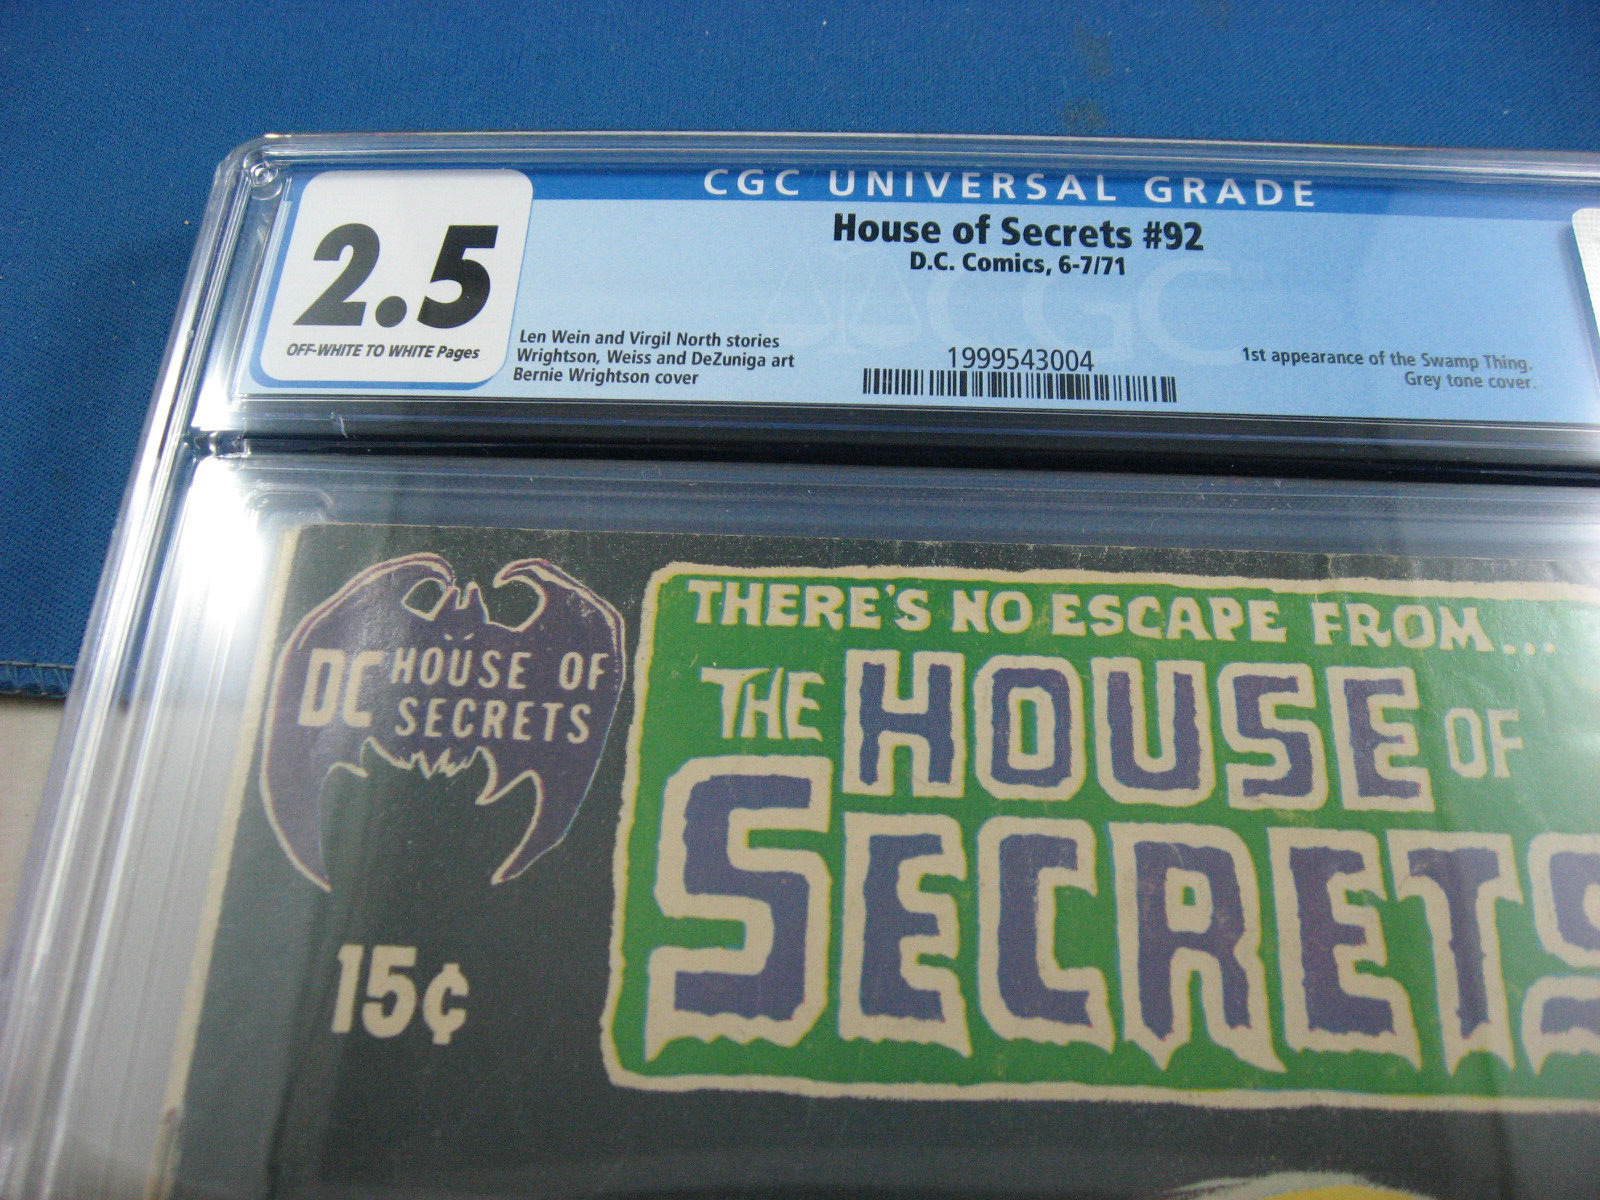 CGC UNIVERSAL GRADE
2.5
OFF-WHITE TO WHITE Pages
House of Secrets #92
D.C. Comics, 6-7/71
Len Wein and Virgil North stories
Wrightson, Weiss and DeZuniga art
Bernie Wrightson cover
CGC
1999543004
1st appearance of the Swamp Thing.
Grey tone cover.
DC HOUSE OF
SECRETS
15¢
THERE'S NO ESCAPE FROM...
THE HOUSE OF
SECRETS